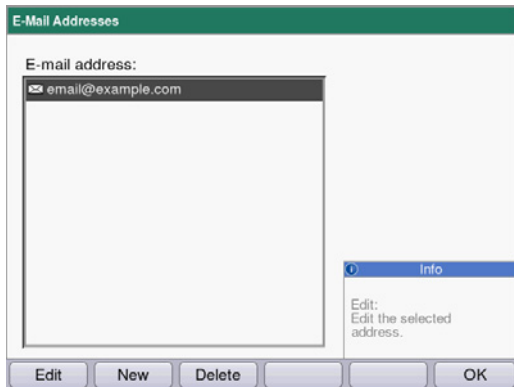 E-Mail Addresses
E-mail address:
email@example.com
Info
Edit:
Edit the selected
address.
Edit
New
Delete
OK